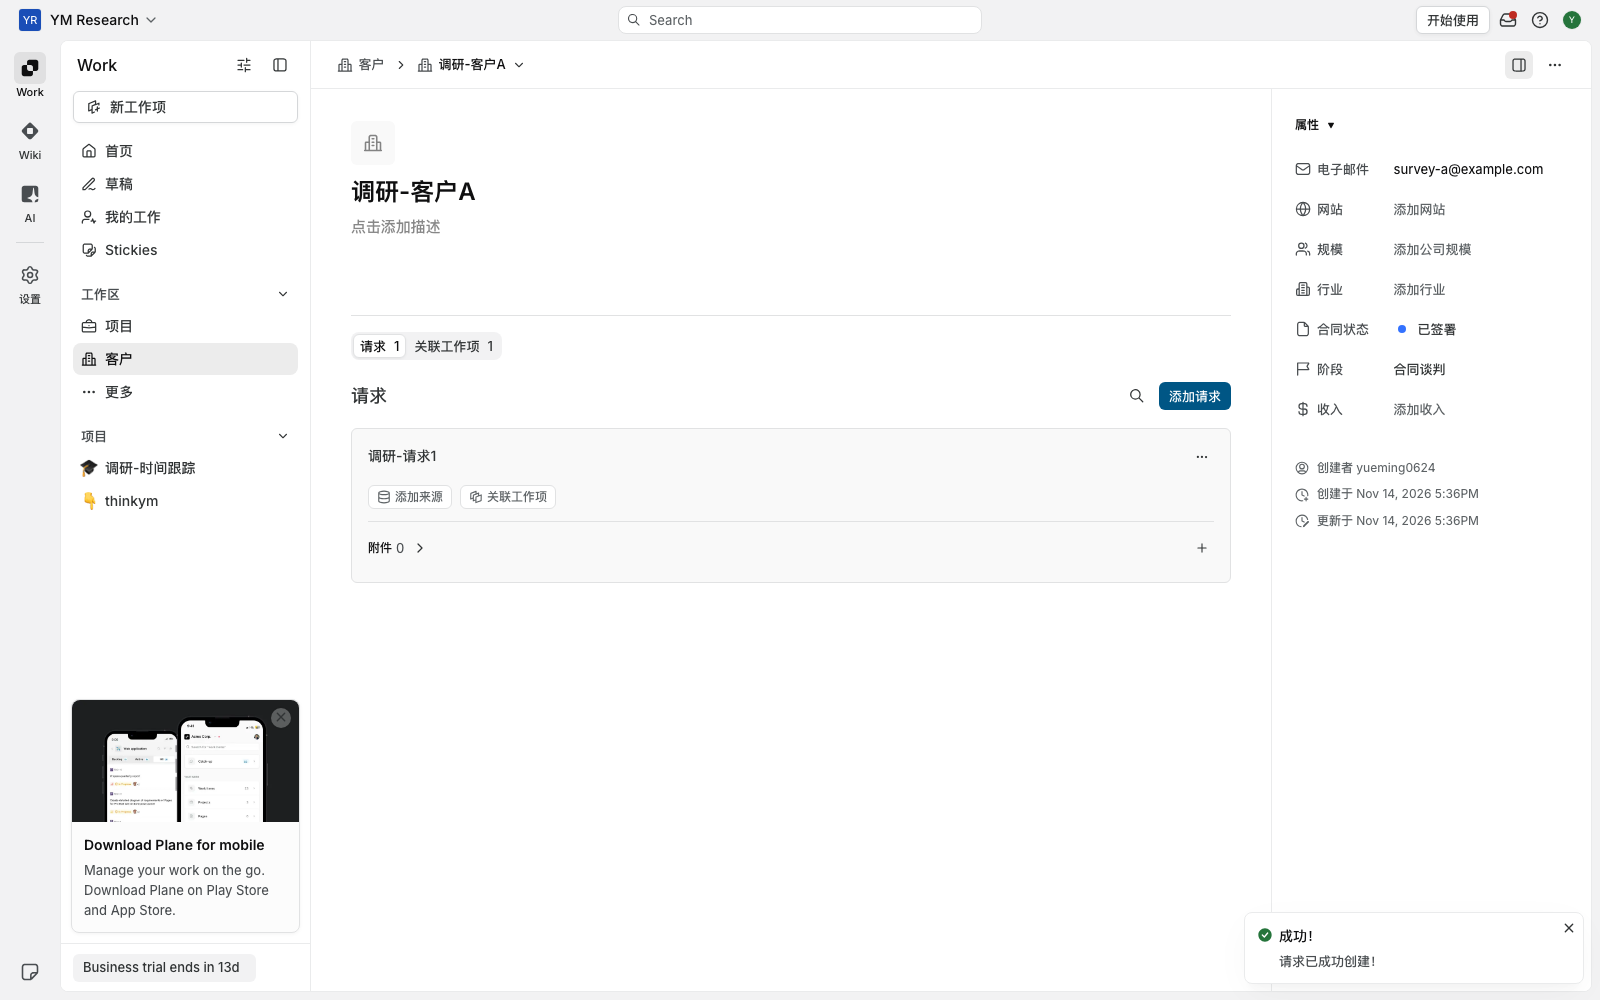 YR YM Research
Search
开始使用
Y
Work
Wiki
AI
设置
Work
新工作项
首页
草稿
我的工作
Stickies
工作区
项目
客户
更多
项目
调研-时间跟踪
thinkym
Download Plane for mobile
Manage your work on the go.
Download Plane on Play Store
and App Store.
Business trial ends in 13d
客户 调研-客户A
调研-客户A
点击添加描述
请求 1 关联工作项 1
请求
添加请求
调研-请求1
添加来源 关联工作项
附件 0
属性
电子邮件 survey-a@example.com
网站 添加网站
规模 添加公司规模
行业 添加行业
合同状态 已签署
阶段 合同谈判
收入 添加收入
创建者 yueming0624
创建于 Nov 14, 2026 5:36PM
更新于 Nov 14, 2026 5:36PM
成功!
请求已成功创建!